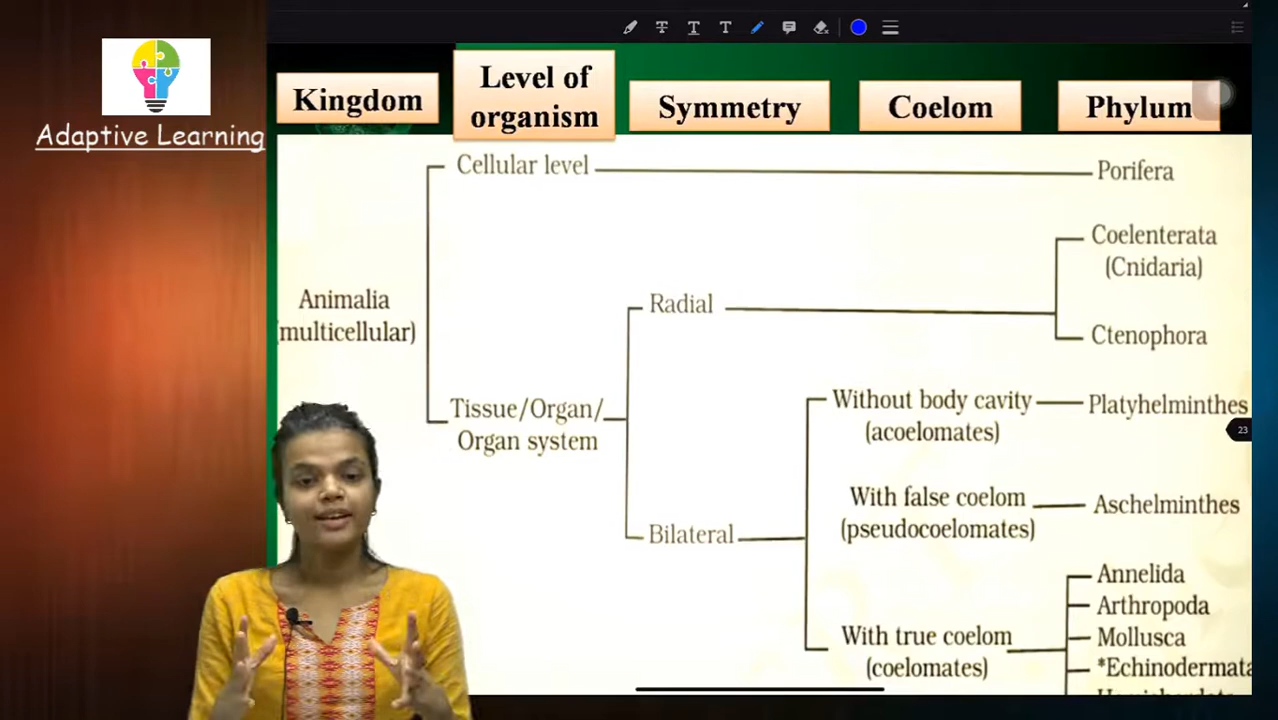 Adaptive Learning
Kingdom
Level of
organism
Symmetry
Coelom
Phylum
Cellular level
Porifera
Coelenterata
(Cnidaria)
Animalia
(multicellular)
Radial
Ctenophora
Tissue/Organ/
Organ system
Without body cavity
(acoelomates)
Platyhelminthes
23
With false coelom
(pseudocoelomates)
Aschelminthes
Bilateral
Annelida
Arthropoda
With true coelom
(coelomates)
Mollusca
*Echinodermata